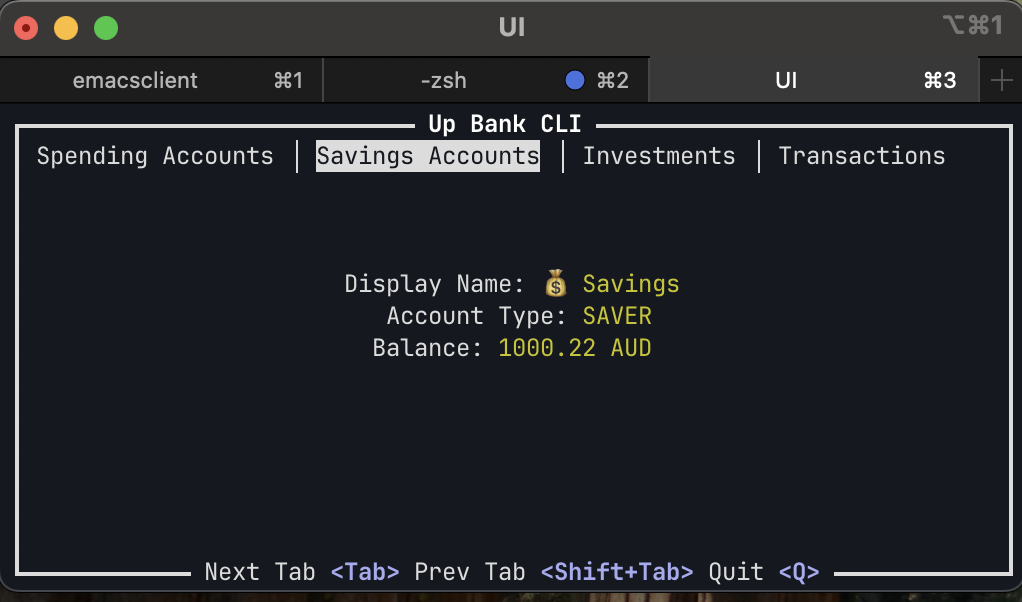 UI
⌥⌘1
emacsclient ⌘1 -zsh ⌘2 UI ⌘3 +
Up Bank CLI
Spending Accounts | Savings Accounts | Investments | Transactions
Display Name: 💰 Savings
Account Type: SAVER
Balance: 1000.22 AUD
Next Tab <Tab> Prev Tab <Shift+Tab> Quit <Q>